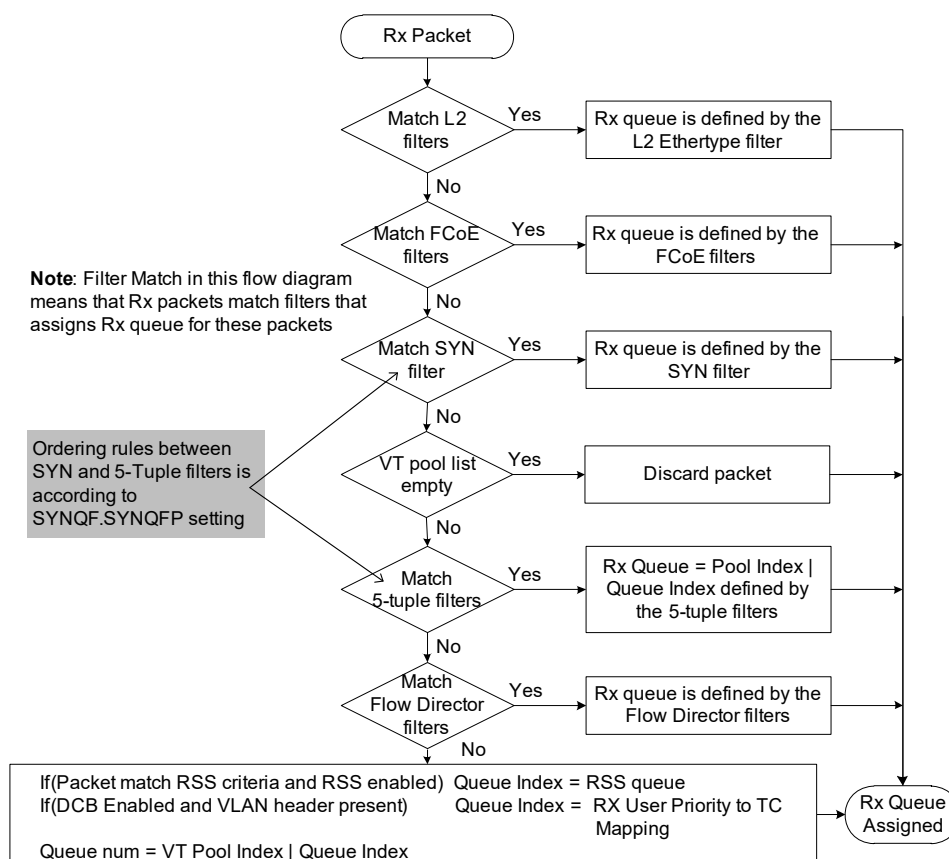 Rx Packet
Match L2
filters
Yes
Rx queue is defined by the
L2 Ethertype filter
No
Match FCoE
filters
Yes
Rx queue is defined by the
FCoE filters
Note: Filter Match in this flow diagram
means that Rx packets match filters that
assigns Rx queue for these packets
No
Match SYN
filter
Yes
Rx queue is defined by the
SYN filter
No
Ordering rules between
SYN and 5-Tuple filters is
according to
SYNQF.SYNQFP setting
VT pool list
empty
Yes
Discard packet
No
Match
5-tuple filters
Yes
Rx Queue = Pool Index |
Queue Index defined by
the 5-tuple filters
No
Match
Flow Director
filters
Yes
Rx queue is defined by the
Flow Director filters
No
If(Packet match RSS criteria and RSS enabled) Queue Index = RSS queue
If(DCB Enabled and VLAN header present) Queue Index = RX User Priority to TC
Mapping
Queue num = VT Pool Index | Queue Index
Rx Queue
Assigned